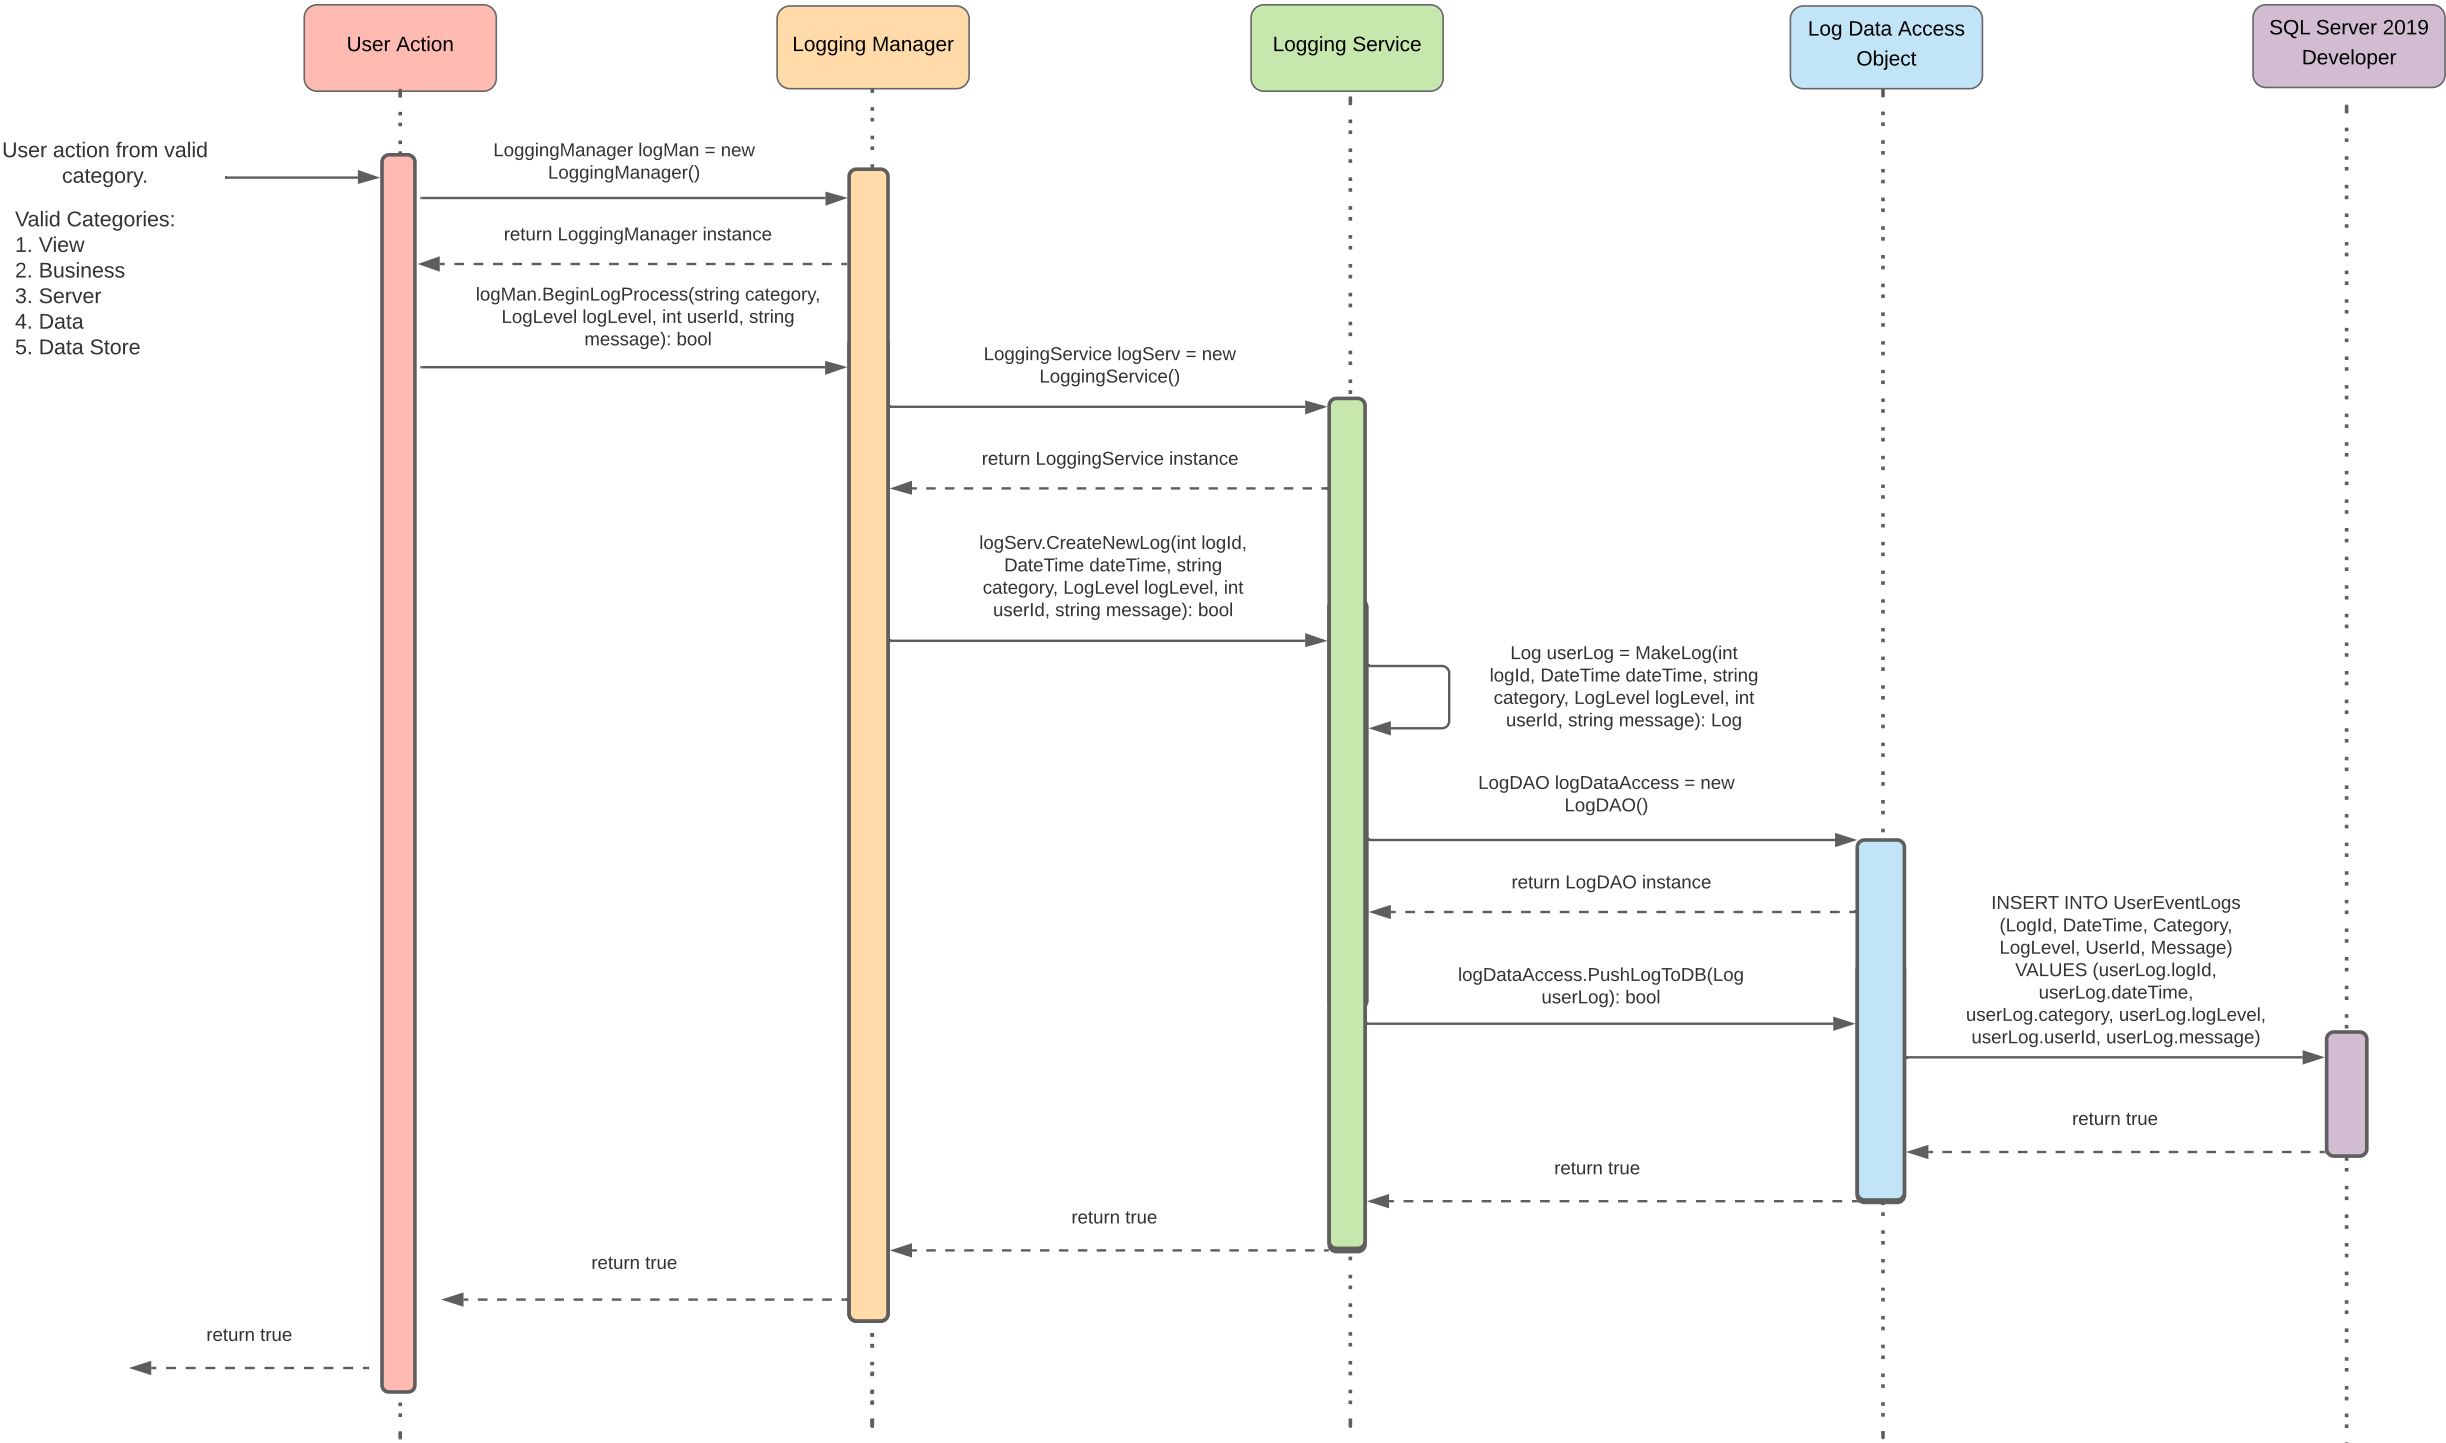 User Action
Logging Manager
Logging Service
Log Data Access
Object
SQL Server 2019
Developer
User action from valid
category.
Valid Categories:
1. View
2. Business
3. Server
4. Data
5. Data Store
LoggingManager logMan = new
LoggingManager()
return LoggingManager instance
logMan.BeginLogProcess(string category,
LogLevel logLevel, int userId, string
message): bool
LoggingService logServ = new
LoggingService()
return LoggingService instance
logServ.CreateNewLog(int logId,
DateTime dateTime, string
category, LogLevel logLevel, int
userId, string message): bool
Log userLog = MakeLog(int
logId, DateTime dateTime, string
category, LogLevel logLevel, int
userId, string message): Log
LogDAO logDataAccess = new
LogDAO()
return LogDAO instance
logDataAccess.PushLogToDB(Log
userLog): bool
INSERT INTO UserEventLogs
(LogId, DateTime, Category,
LogLevel, UserId, Message)
VALUES (userLog.logId,
userLog.dateTime,
userLog.category, userLog.logLevel,
userLog.userId, userLog.message)
return true
return true
return true
return true
return true